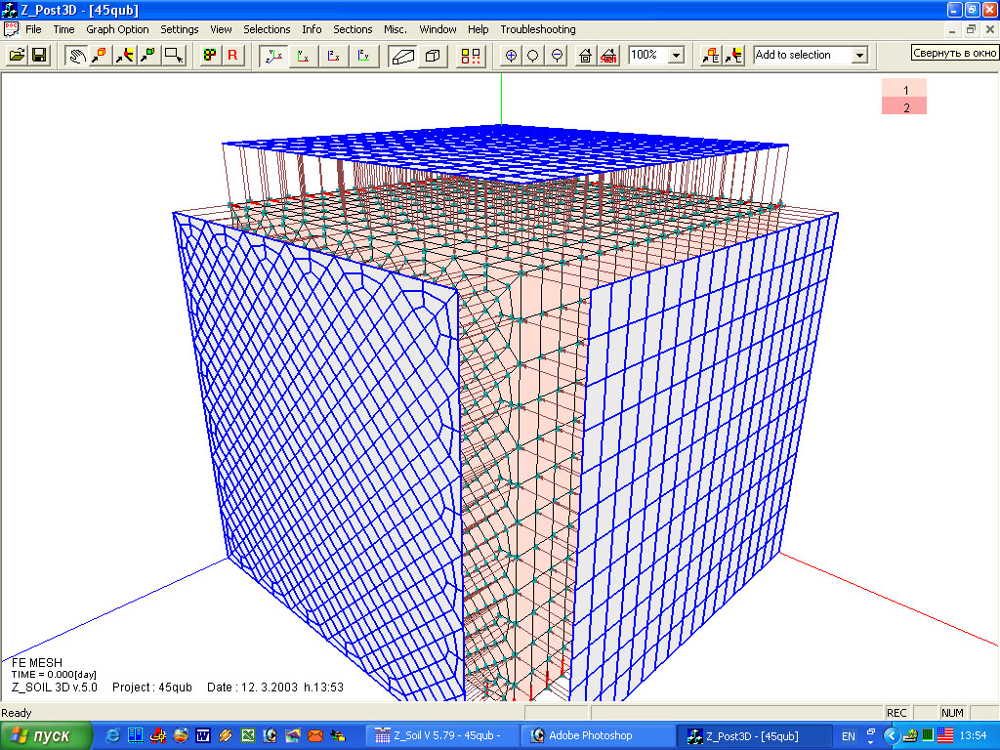 Z_Post3D - [45qub]
File Time Graph Option Settings View Selections Info Sections Misc. Window Help Troubleshooting
R 100% Add to selection Свернуть в окно
1
2
FE MESH
TIME = 0.000[day]
Z_SOIL 3D v.5.0 Project : 45qub Date : 12. 3.2003 h.13:53
Ready REC NUM
пуск Z_Soil V 5.79 - 45qub - Adobe Photoshop Z_Post3D - [45qub] EN 13:54